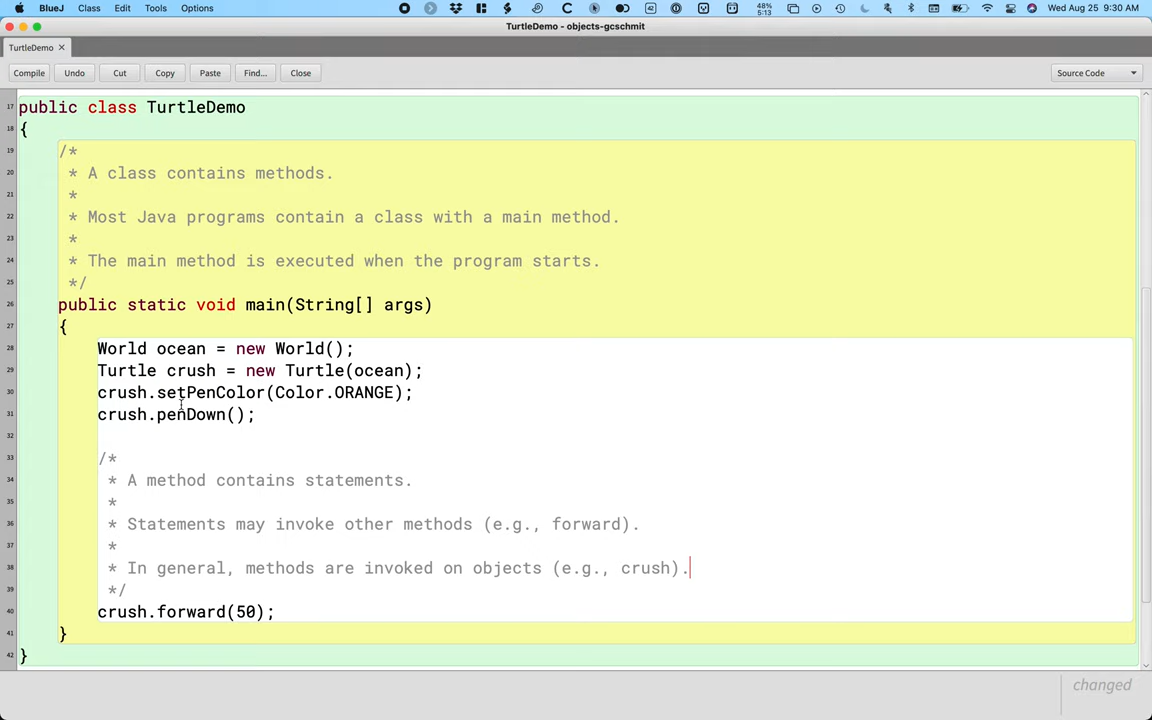 BlueJ Class Edit Tools Options 42 48% 5:13 Wed Aug 25 9:30 AM
TurtleDemo - objects-gcschmit
TurtleDemo ×
Compile Undo Cut Copy Paste Find... Close Source Code
17 public class TurtleDemo
18 {
19 /*
20 * A class contains methods.
21 *
22 * Most Java programs contain a class with a main method.
23 *
24 * The main method is executed when the program starts.
25 */
26 public static void main(String[] args)
27 {
28 World ocean = new World();
29 Turtle crush = new Turtle(ocean);
30 crush.setPenColor(Color.ORANGE);
31 crush.penDown();
32
33 /*
34 * A method contains statements.
35 *
36 * Statements may invoke other methods (e.g., forward).
37 *
38 * In general, methods are invoked on objects (e.g., crush).
39 */
40 crush.forward(50);
41 }
42 }
changed